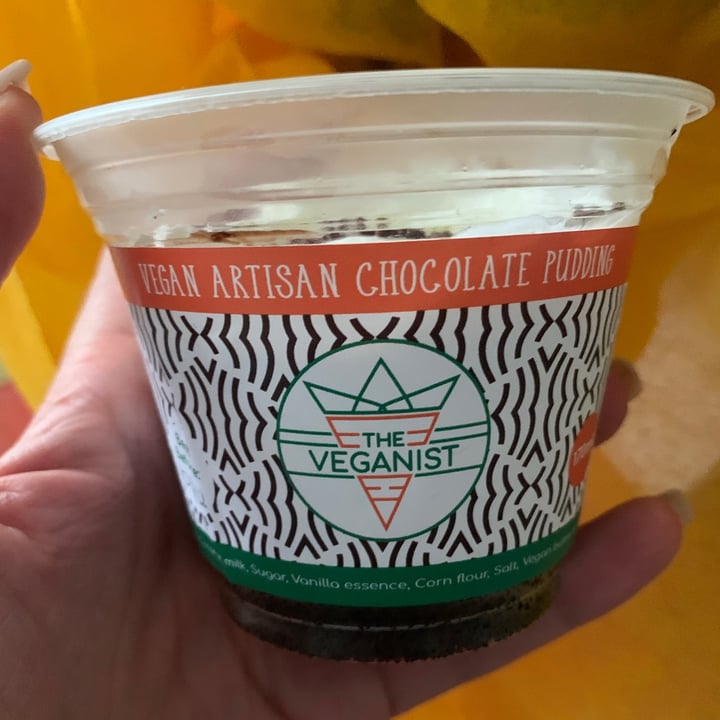 VEGAN ARTISAN CHOCOLATE PUDDING
THE
VEGANIST
milk, Sugar, Vanilla essence, Corn flour, Salt, Vegan